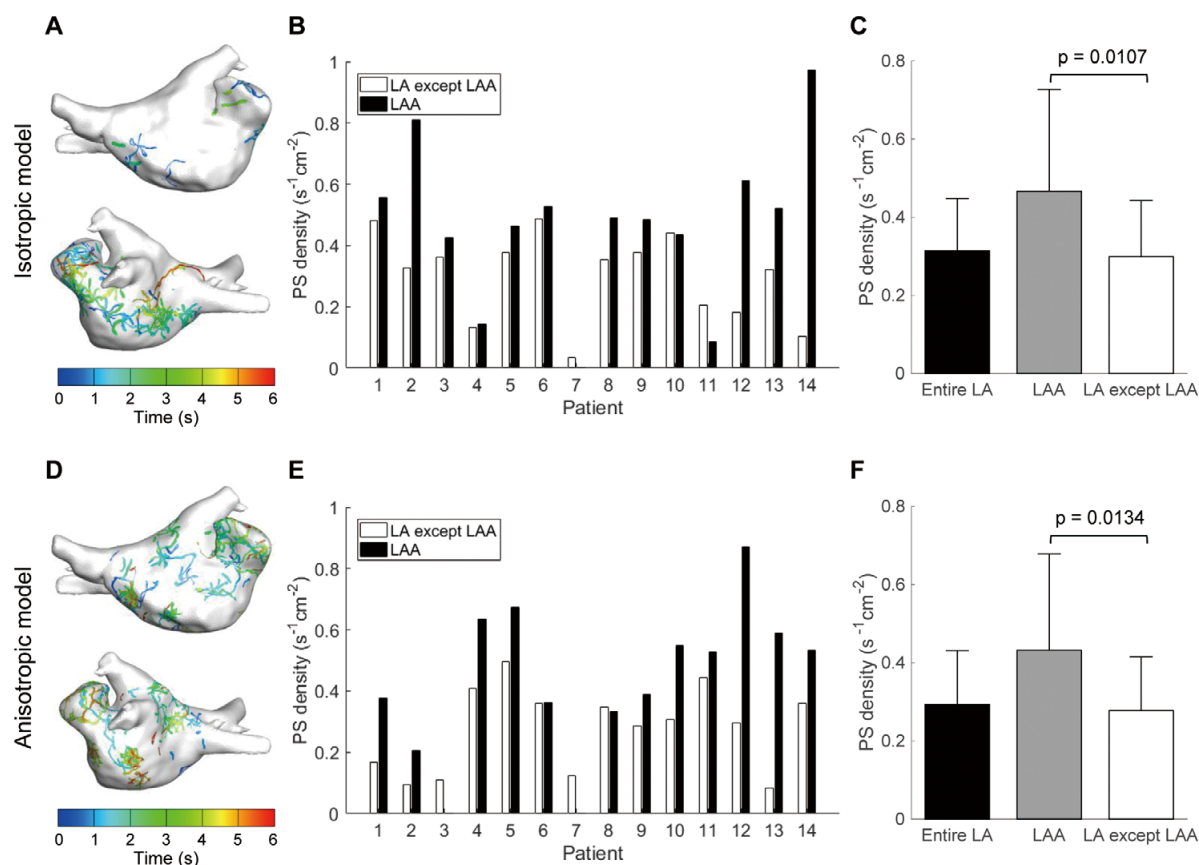 A
Isotropic model
0 1 2 3 4 5 6
Time (s)
B
LA except LAA
LAA
PS density (s⁻¹cm⁻²)
1
0.8
0.6
0.4
0.2
0
1 2 3 4 5 6 7 8 9 10 11 12 13 14
Patient
C
p = 0.0107
PS density (s⁻¹cm⁻²)
0.8
0.6
0.4
0.2
0
Entire LA LAA LA except LAA
D
Anisotropic model
0 1 2 3 4 5 6
Time (s)
E
LA except LAA
LAA
PS density (s⁻¹cm⁻²)
1
0.8
0.6
0.4
0.2
0
1 2 3 4 5 6 7 8 9 10 11 12 13 14
Patient
F
p = 0.0134
PS density (s⁻¹cm⁻²)
0.8
0.6
0.4
0.2
0
Entire LA LAA LA except LAA